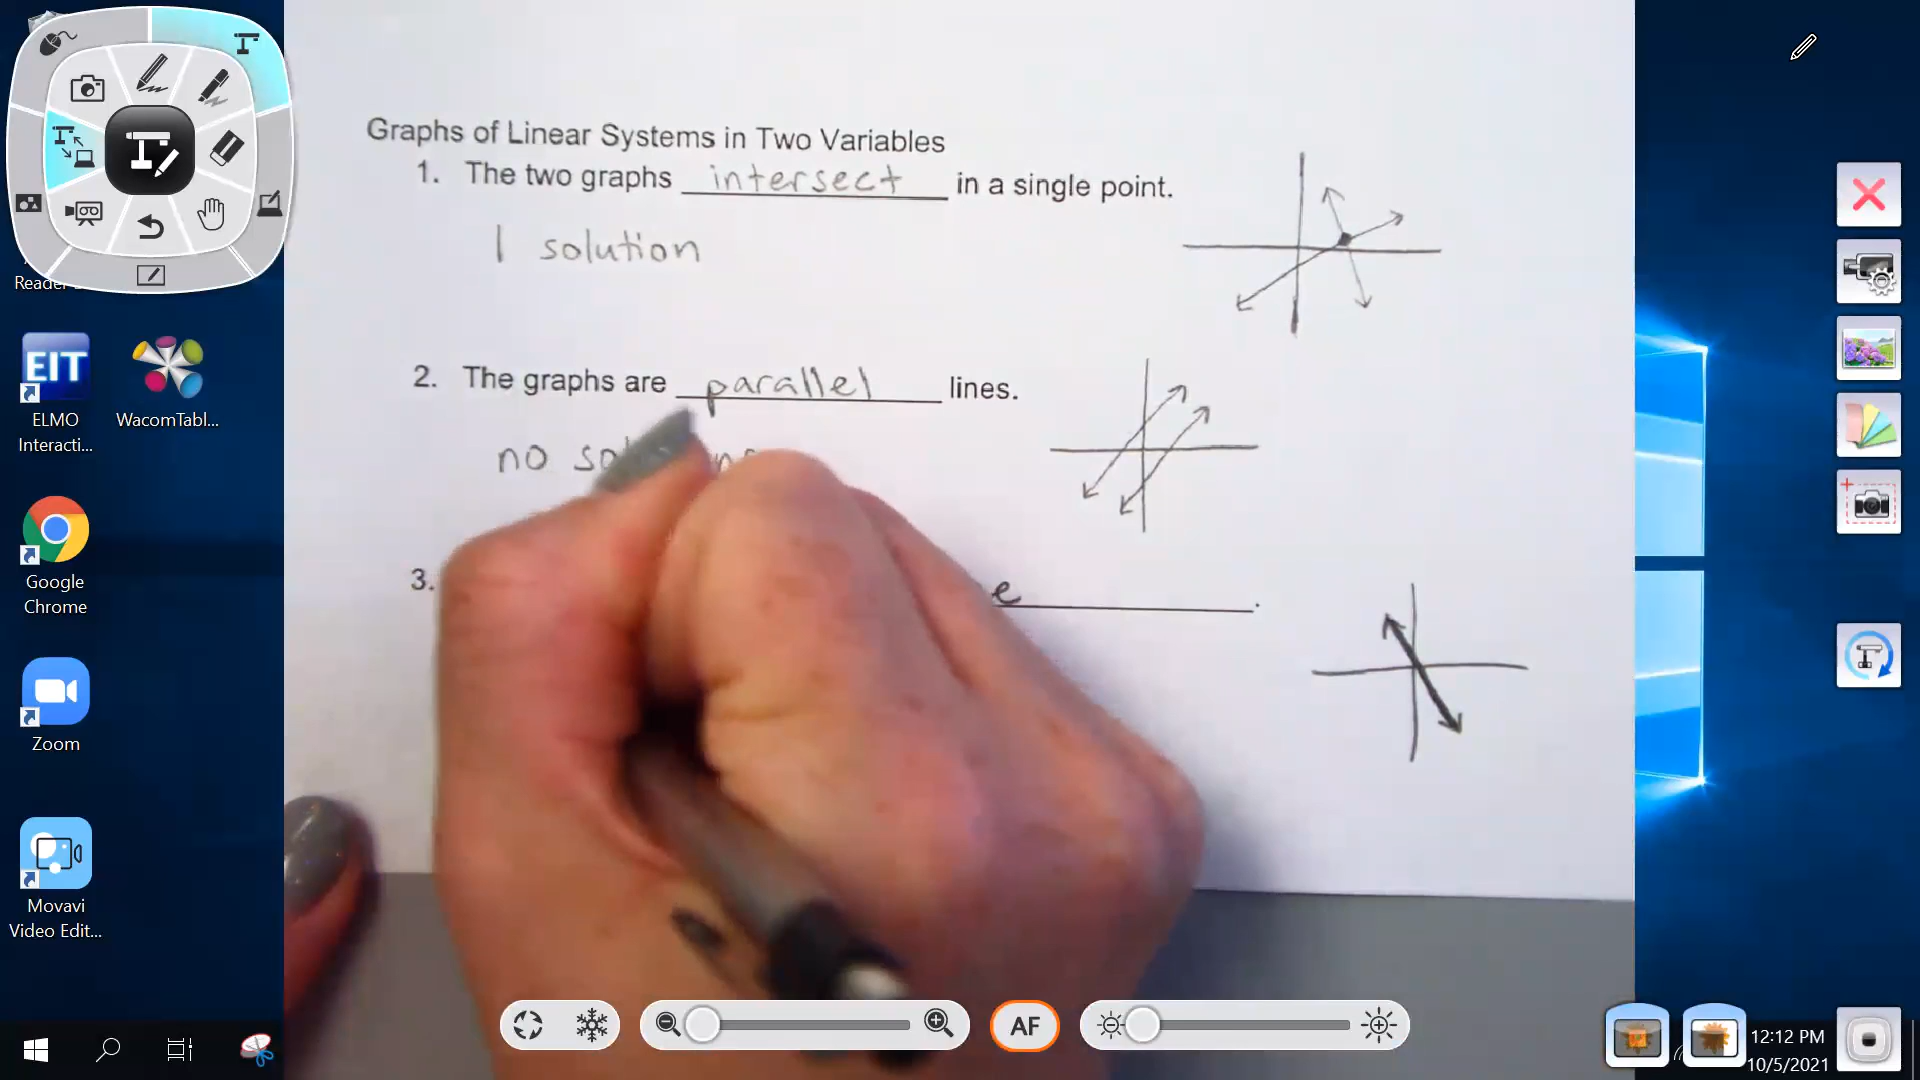 Reader
EIT
ELMO
Interacti...
WacomTabl...
Google
Chrome
Zoom
Movavi
Video Edit...
Graphs of Linear Systems in Two Variables
1. The two graphs intersect in a single point.
1 solution
2. The graphs are parallel lines.
no
3.
AF
12:12 PM
10/5/2021